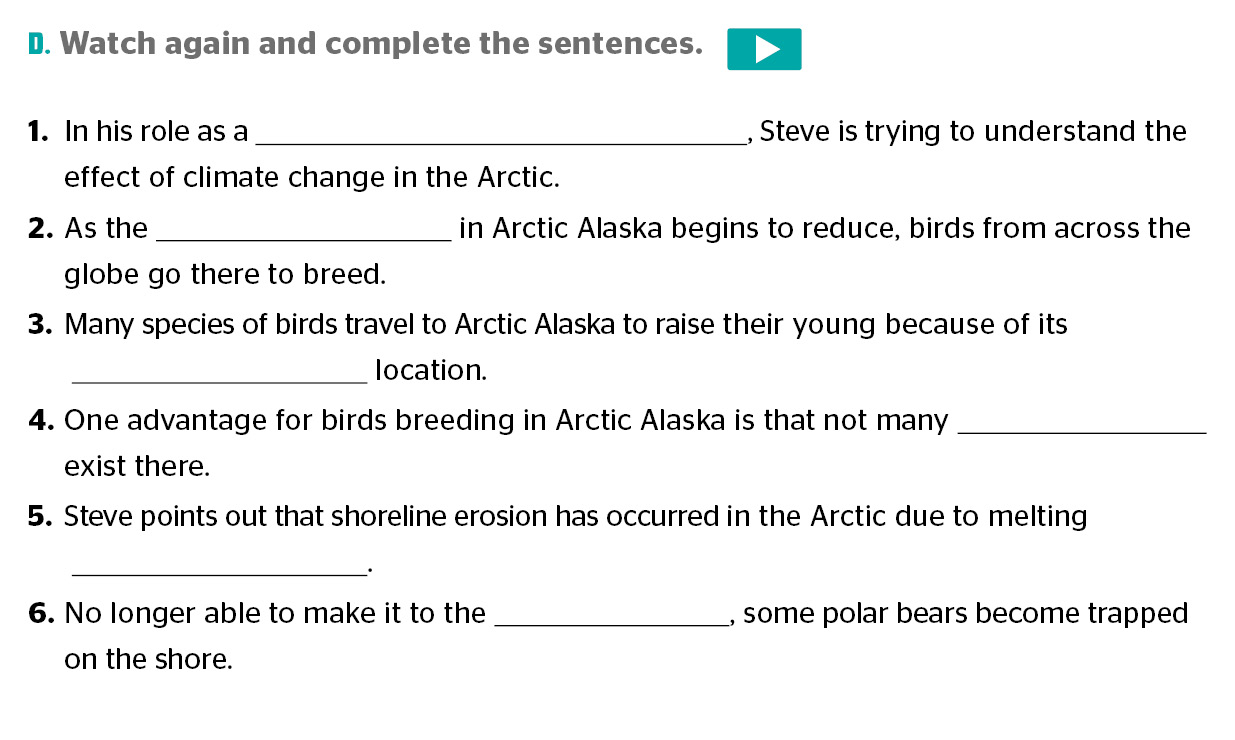 D. Watch again and complete the sentences.
1. In his role as a ________________________________, Steve is trying to understand the
effect of climate change in the Arctic.
2. As the ____________________ in Arctic Alaska begins to reduce, birds from across the
globe go there to breed.
3. Many species of birds travel to Arctic Alaska to raise their young because of its
____________________ location.
4. One advantage for birds breeding in Arctic Alaska is that not many ________________
exist there.
5. Steve points out that shoreline erosion has occurred in the Arctic due to melting
____________________.
6. No longer able to make it to the ________________, some polar bears become trapped
on the shore.